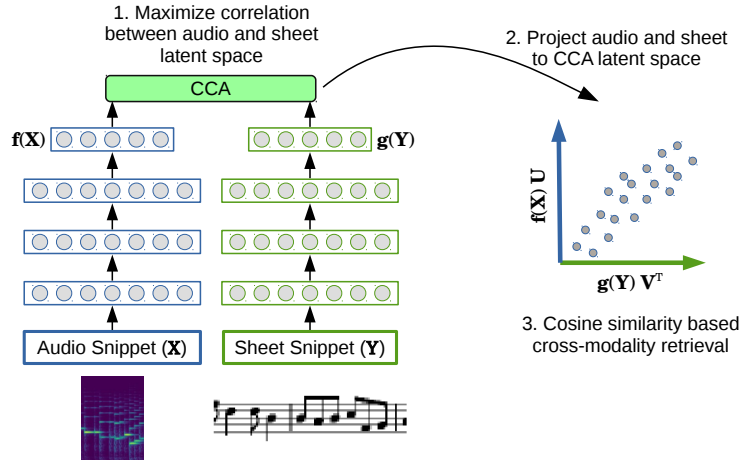 1. Maximize correlation
between audio and sheet
latent space
2. Project audio and sheet
to CCA latent space
CCA
f(X)
g(Y)
f(X) U
g(Y) Vᵀ
Audio Snippet (X)
Sheet Snippet (Y)
3. Cosine similarity based
cross-modality retrieval